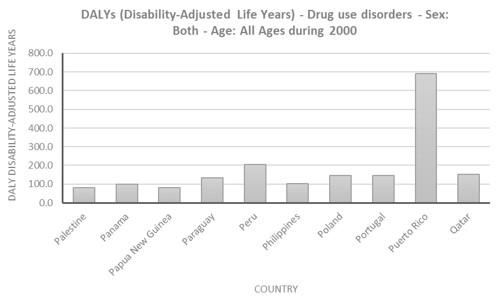 DALYs (Disability-Adjusted Life Years) - Drug use disorders - Sex:
Both - Age: All Ages during 2000
DALY DISABILITY-ADJUSTED LIFE YEARS
800.0
700.0
600.0
500.0
400.0
300.0
200.0
100.0
0.0
Palestine
Panama
Papua New Guinea
Paraguay
Peru
Philippines
Poland
Portugal
Puerto Rico
Qatar
COUNTRY